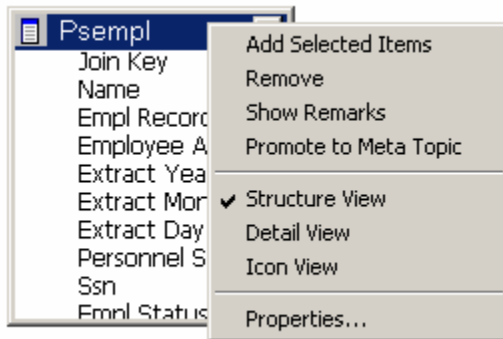 Psempl
Join Key
Name
Empl Record
Employee A
Extract Yea
Extract Mon
Extract Day
Personnel S
Ssn
Empl Status
Add Selected Items
Remove
Show Remarks
Promote to Meta Topic
Structure View
Detail View
Icon View
Properties...